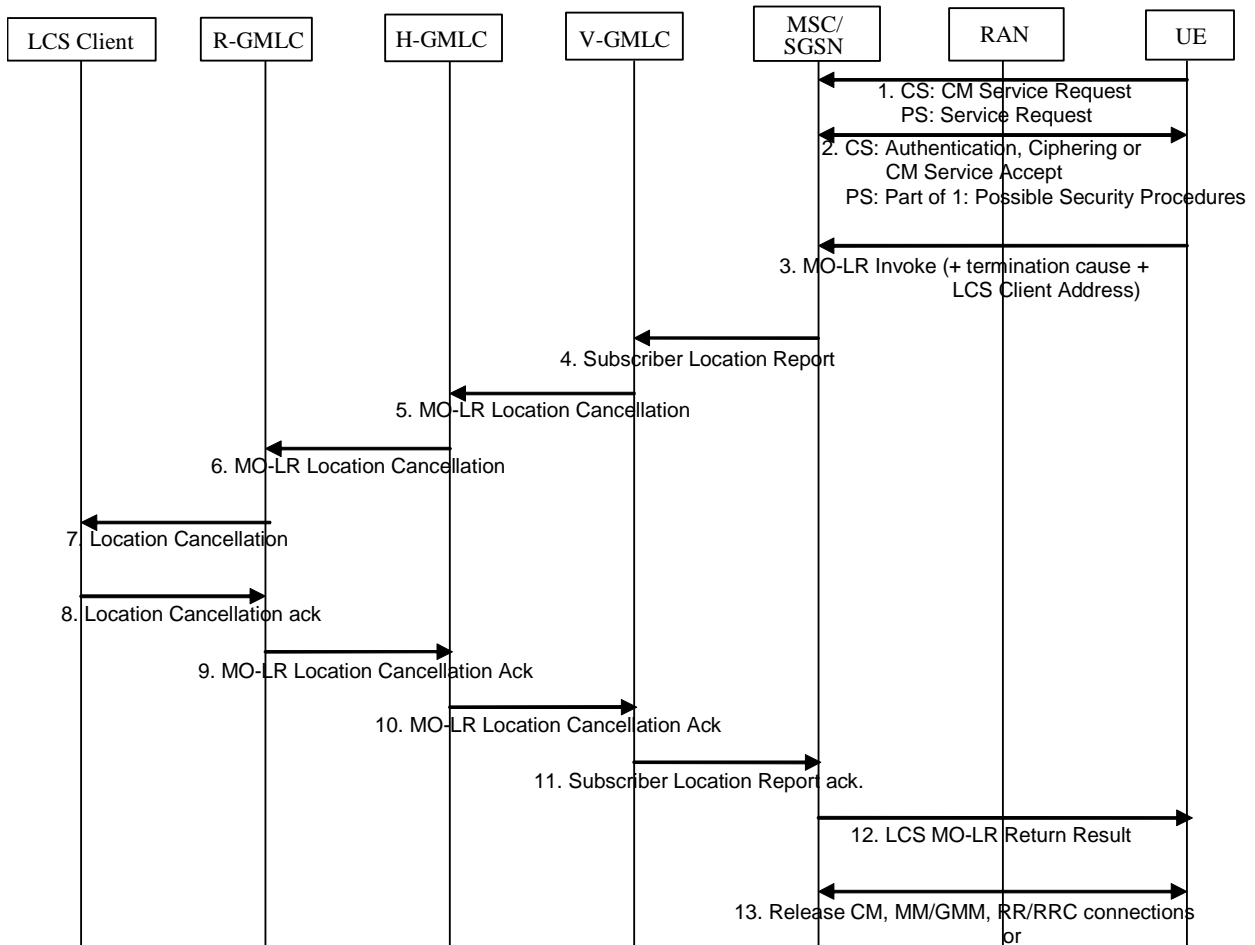 LCS Client
R-GMLC
H-GMLC
V-GMLC
MSC/
SGSN
RAN
UE
1. CS: CM Service Request
PS: Service Request
2. CS: Authentication, Ciphering or
CM Service Accept
PS: Part of 1: Possible Security Procedures
3. MO-LR Invoke (+ termination cause +
LCS Client Address)
4. Subscriber Location Report
5. MO-LR Location Cancellation
6. MO-LR Location Cancellation
7. Location Cancellation
8. Location Cancellation ack
9. MO-LR Location Cancellation Ack
10. MO-LR Location Cancellation Ack
11. Subscriber Location Report ack.
12. LCS MO-LR Return Result
13. Release CM, MM/GMM, RR/RRC connections
or